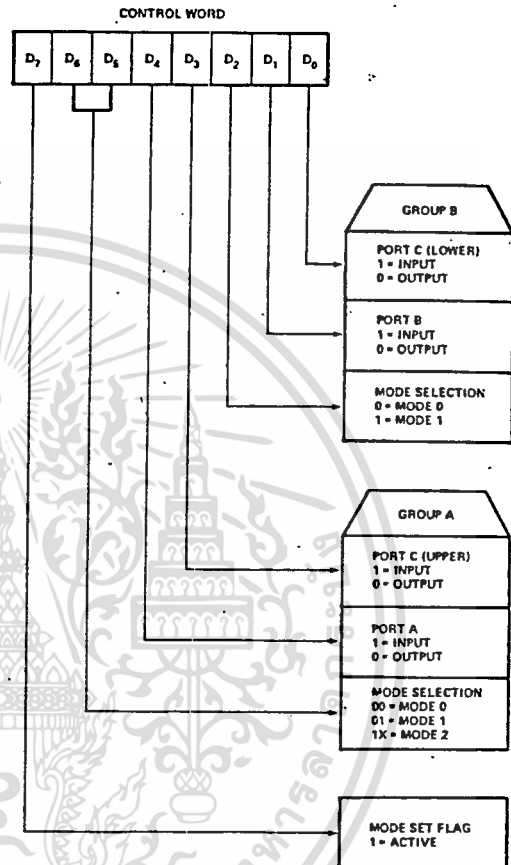 CONTROL WORD
D7 D6 D5 D4 D3 D2 D1 D0
GROUP B
PORT C (LOWER)
1 = INPUT
0 = OUTPUT
PORT B
1 = INPUT
0 = OUTPUT
MODE SELECTION
0 = MODE 0
1 = MODE 1
GROUP A
PORT C (UPPER)
1 = INPUT
0 = OUTPUT
PORT A
1 = INPUT
0 = OUTPUT
MODE SELECTION
00 = MODE 0
01 = MODE 1
1X = MODE 2
MODE SET FLAG
1 = ACTIVE